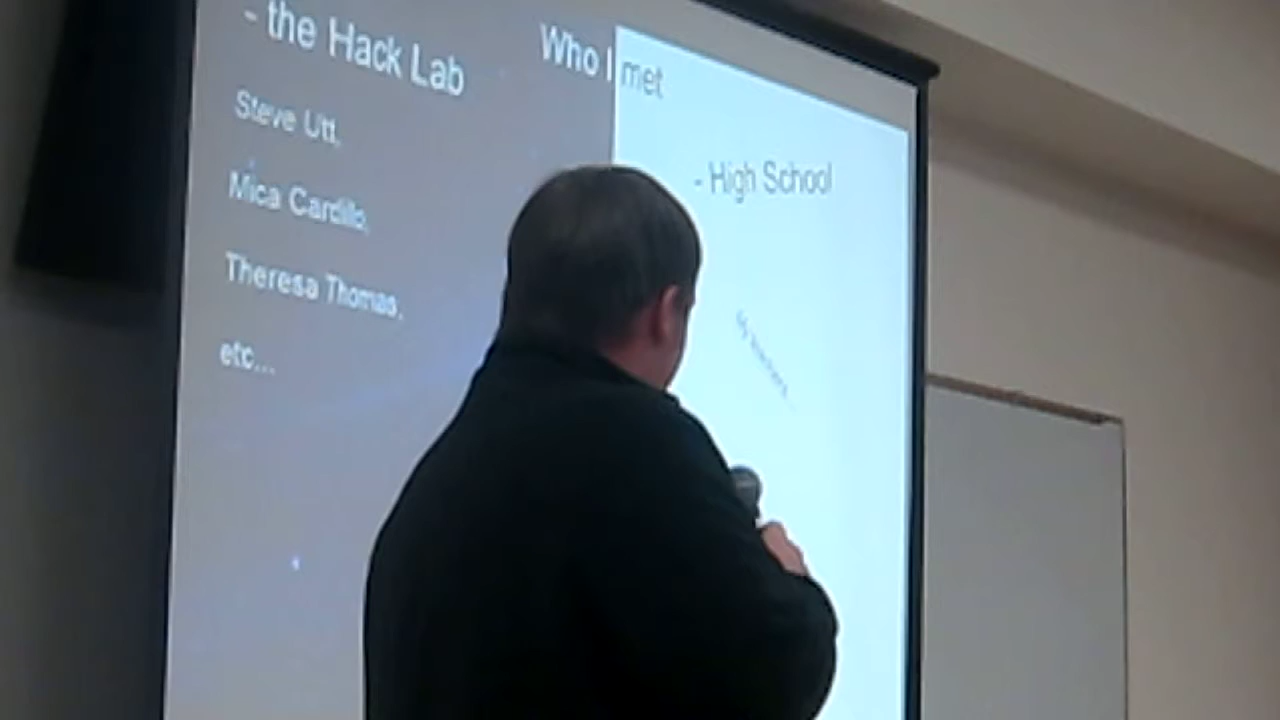 Who I met
- the Hack Lab
Steve Utt,
Mica Cardillo,
Theresa Thomas,
etc...
- High School